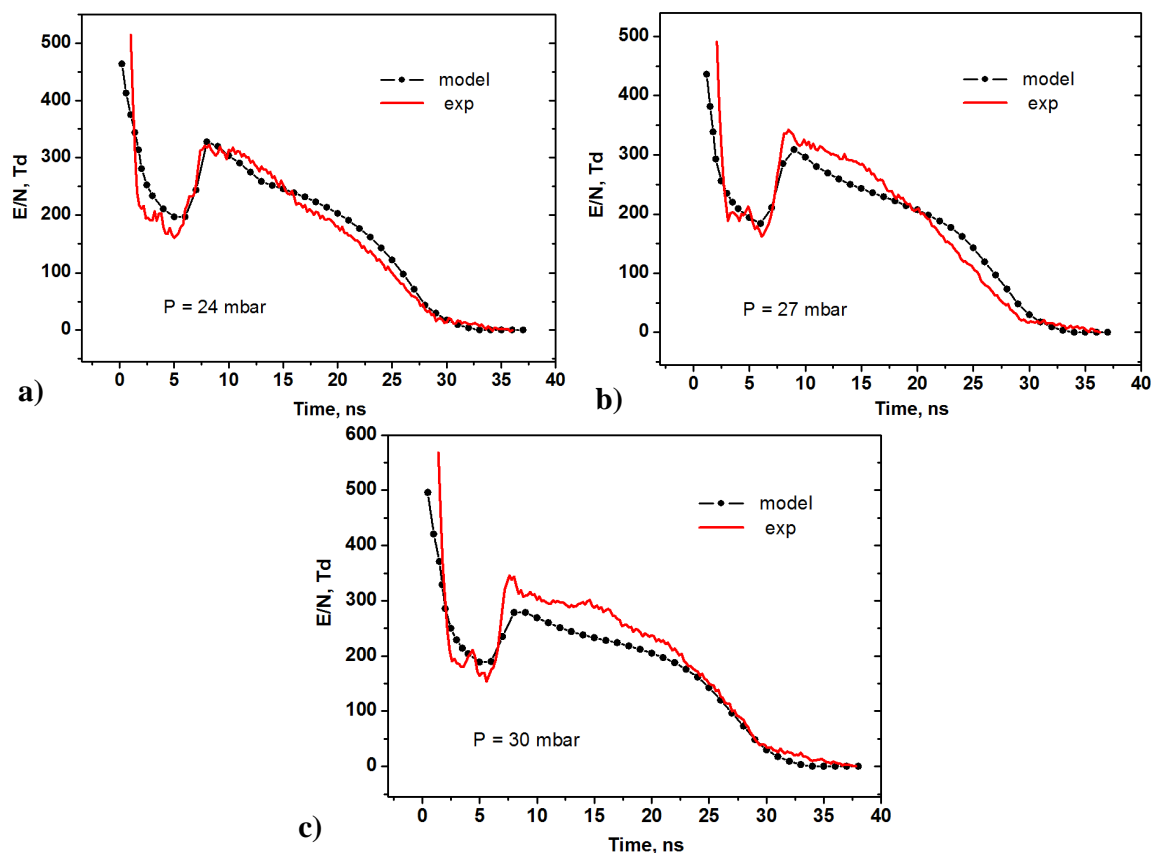 500
400
300
200
100
0
E/N, Td
model
exp
P = 24 mbar
0 5 10 15 20 25 30 35 40
Time, ns
a)
500
400
300
200
100
0
E/N, Td
model
exp
P = 27 mbar
0 5 10 15 20 25 30 35 40
Time, ns
b)
600
500
400
300
200
100
0
E/N, Td
model
exp
P = 30 mbar
0 5 10 15 20 25 30 35 40
Time, ns
c)